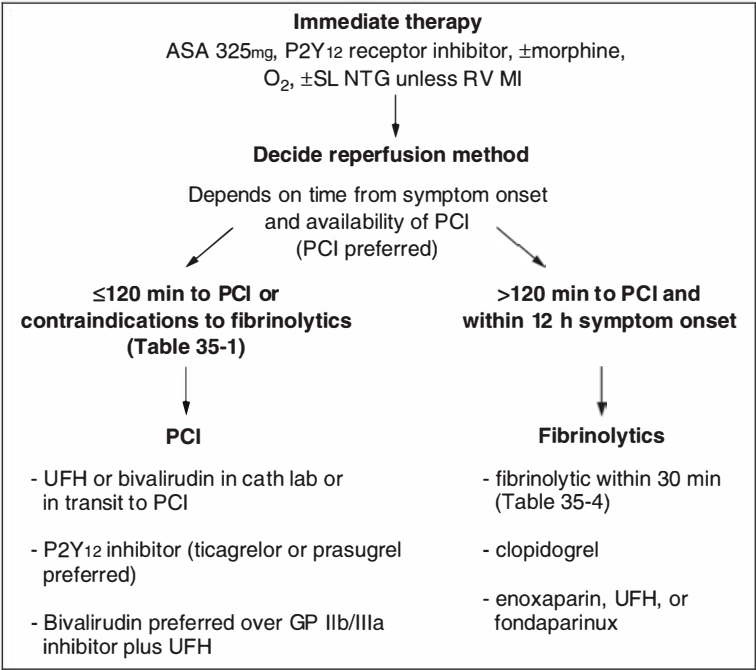 Immediate therapy
ASA 325mg, P2Y12 receptor inhibitor, ±morphine,
O2, ±SL NTG unless RV MI
Decide reperfusion method
Depends on time from symptom onset
and availability of PCI
(PCI preferred)
≤120 min to PCI or
contraindications to fibrinolytics
(Table 35-1)
PCI
- UFH or bivalirudin in cath lab or
in transit to PCI
- P2Y12 inhibitor (ticagrelor or prasugrel
preferred)
- Bivalirudin preferred over GP IIb/IIIa
inhibitor plus UFH
>120 min to PCI and
within 12 h symptom onset
Fibrinolytics
- fibrinolytic within 30 min
(Table 35-4)
- clopidogrel
- enoxaparin, UFH, or
fondaparinux